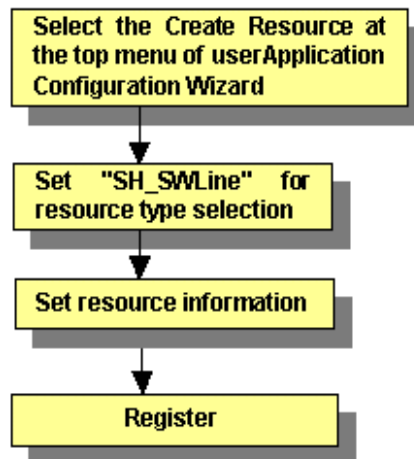 Select the Create Resource at
the top menu of userApplication
Configuration Wizard
Set "SH_SWLine" for
resource type selection
Set resource information
Register